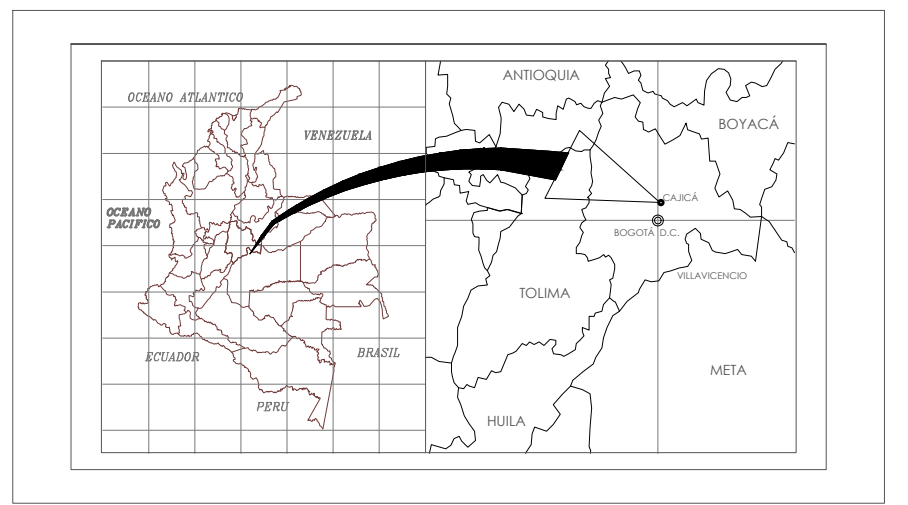 OCEANO ATLANTICO
VENEZUELA
OCEANO
PACIFICO
ECUADOR
BRASIL
PERU
ANTIOQUIA
BOYACÁ
CAJICÁ
BOGOTÁ D.C.
VILLAVICENCIO
TOLIMA
META
HUILA